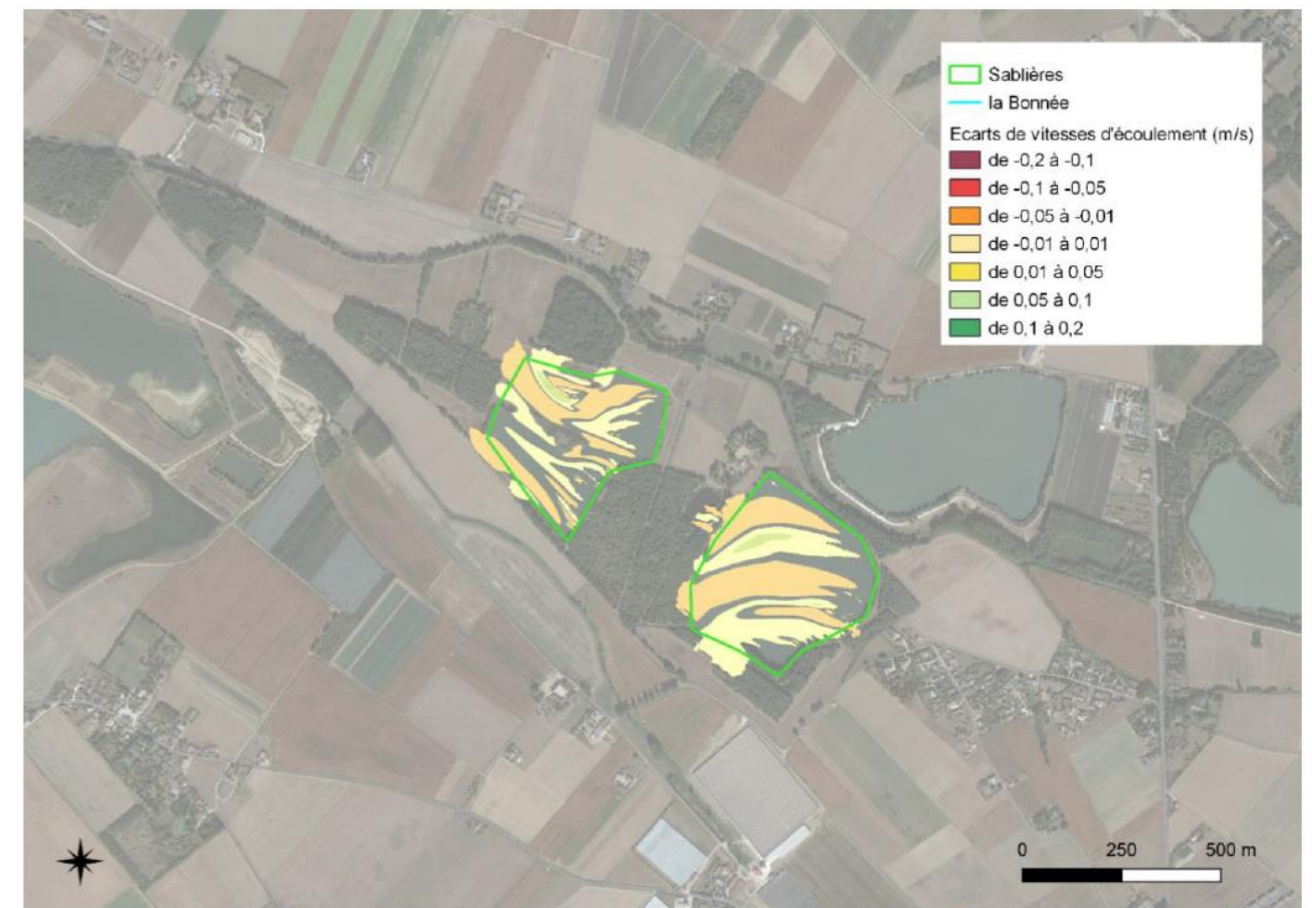 Sablières
la Bonnée
Ecarts de vitesses d'écoulement (m/s)
de -0,2 à -0,1
de -0,1 à -0,05
de -0,05 à -0,01
de -0,01 à 0,01
de 0,01 à 0,05
de 0,05 à 0,1
de 0,1 à 0,2
0 250 500 m